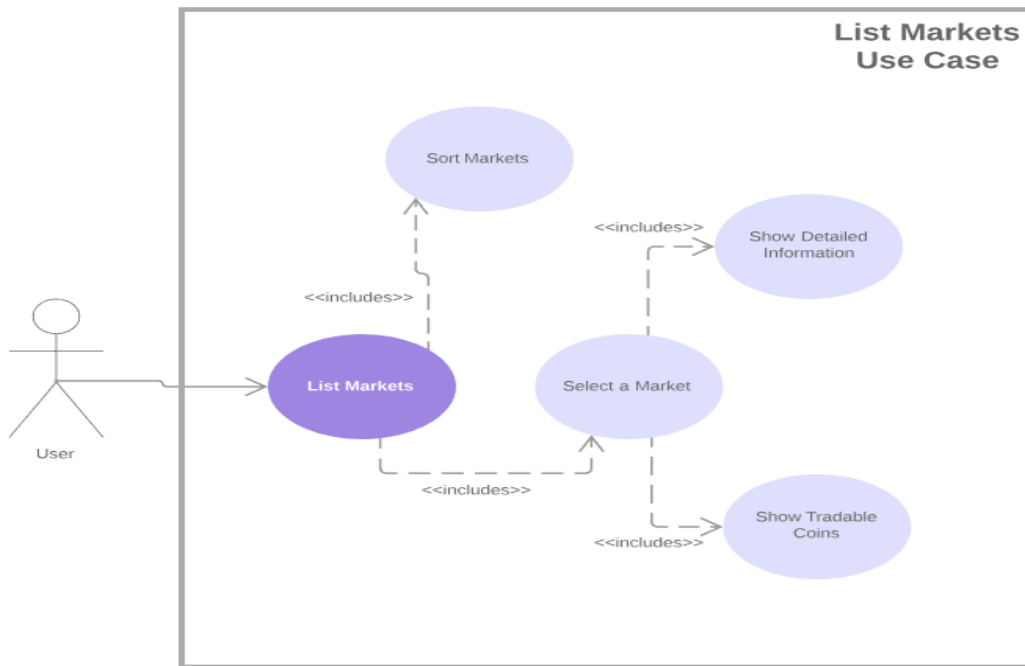 List Markets
Use Case
Sort Markets
<<includes>>
Show Detailed
Information
<<includes>>
List Markets
Select a Market
User
<<includes>>
Show Tradable
Coins
<<includes>>